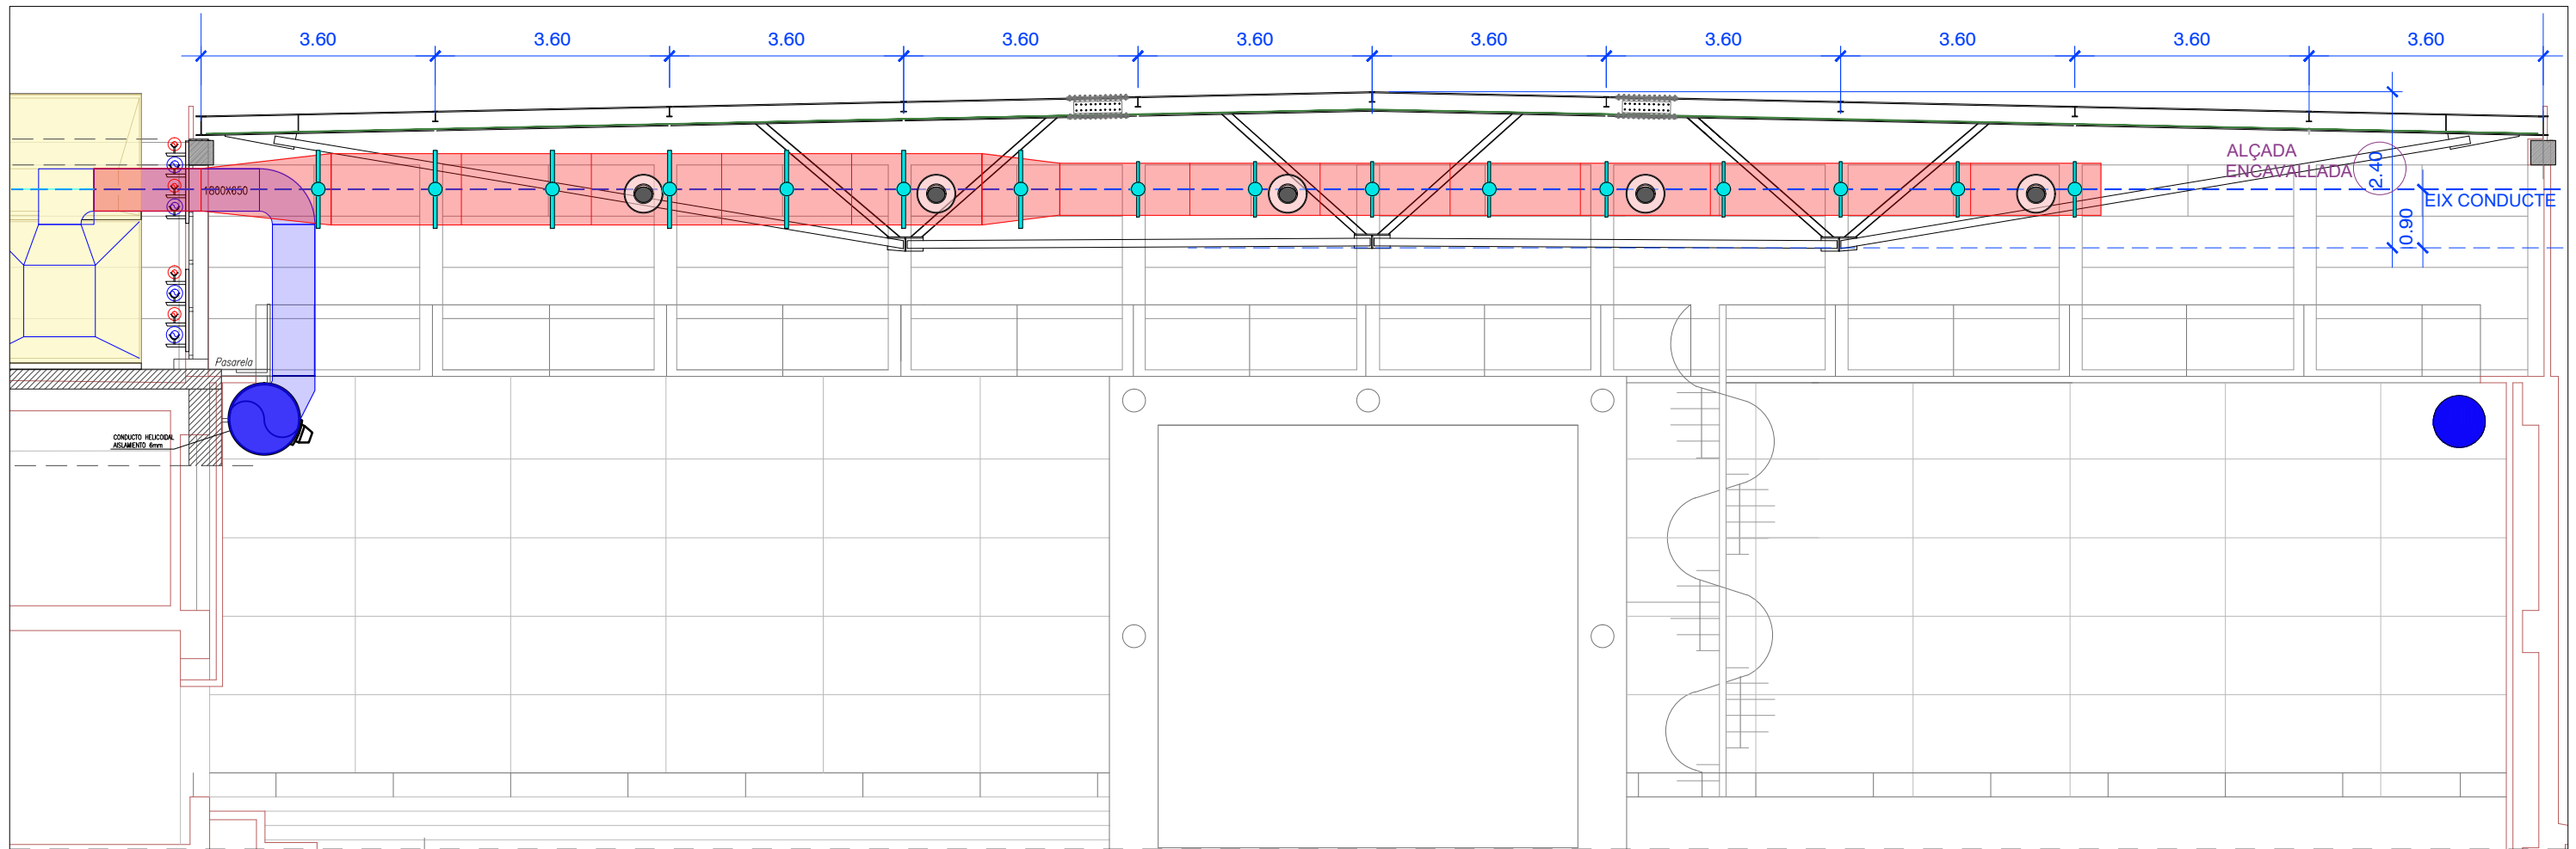 3.60 3.60 3.60 3.60 3.60 3.60 3.60 3.60 3.60 3.60
ALÇADA
ENCAVALLADA
2.40
1800X650
EIX CONDUCTE
0.90
Pasarela
CONDUCTO HELICOIDAL
AISLAMIENTO 6mm